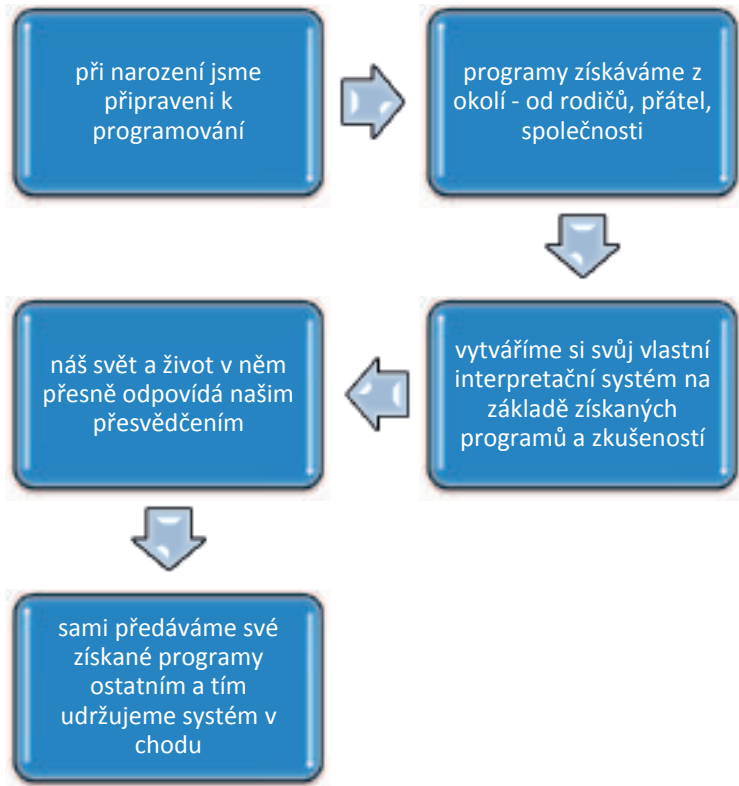 při narození jsme
připraveni k
programování
programy získáváme z
okolí - od rodičů, přátel,
společnosti
vytváříme si svůj vlastní
interpretační systém na
základě získaných
programů a zkušeností
náš svět a život v něm
přesně odpovídá našim
přesvědčením
sami předáváme své
získané programy
ostatním a tím
udržujeme systém v
chodu